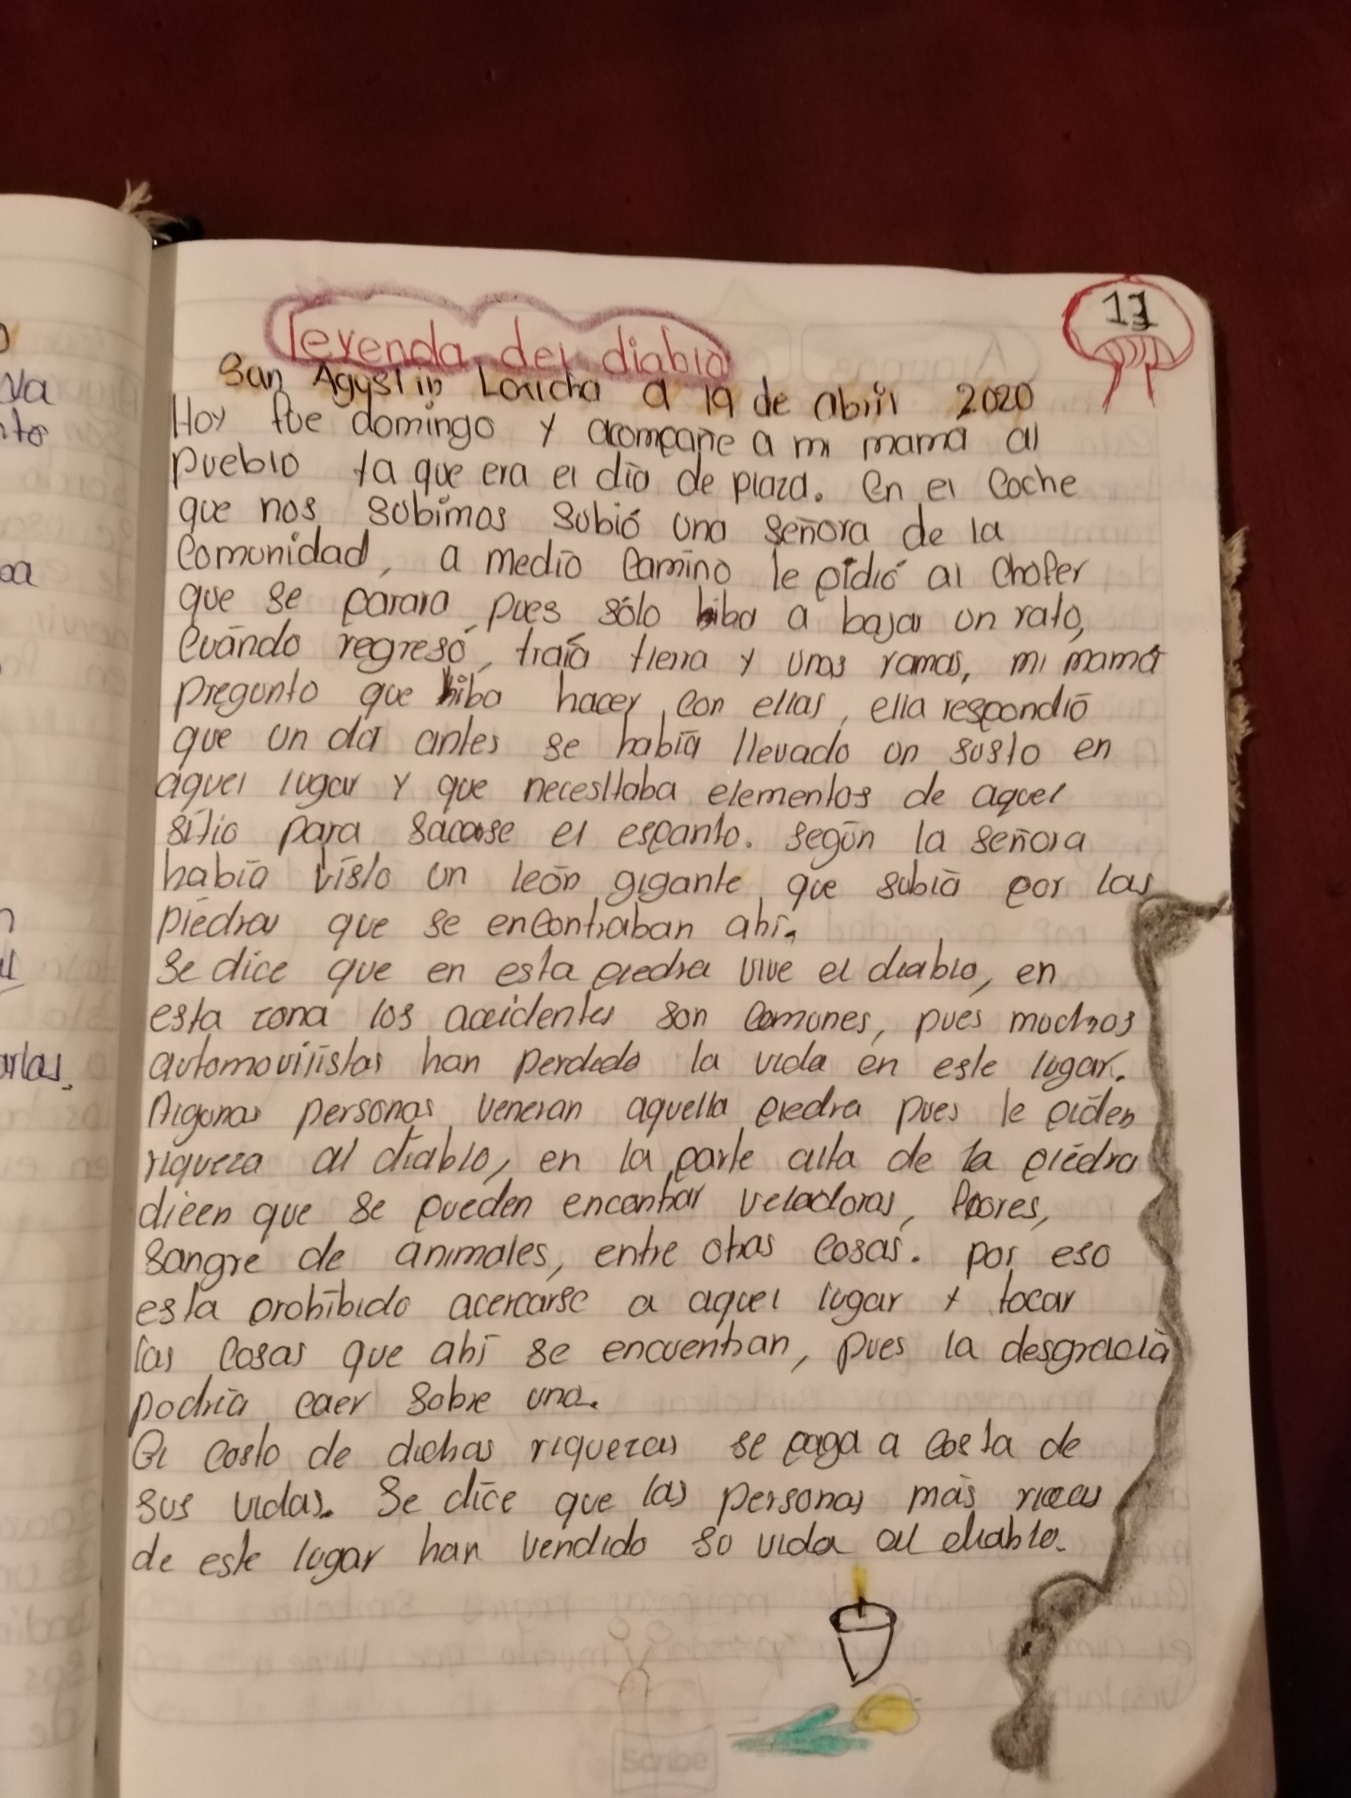 11
leyenda del diablo
San Agustín Loxicha a 19 de abril 2020
Hoy fue domingo y acompañe a mi mamá al
pueblo ya que era el día de plaza. En el coche
que nos subimos subió una señora de la
comunidad, a medio camino le pidió al chofer
que se parara pues sólo hiba a bajar un rato,
cuándo regresó, traía tierra y unas ramas, mi mamá
pregunto que hiba hacer con ellas, ella respondió
que un día antes se había llevado un susto en
aquel lugar y que necesitaba elementos de aquel
sitio para sacarse el espanto. Según la señora
había visto un león gigante que subía por las
piedras que se encontraban ahí.
Se dice que en esta piedra vive el diablo, en
esta zona los accidentes son comunes, pues muchos
automovilistas han perdido la vida en este lugar.
Algunas personas veneran aquella piedra pues le piden
riqueza al diablo, en la parte alta de la piedra
dicen que se pueden encontrar veladoras, flores,
sangre de animales, entre otras cosas. por eso
esta prohibido acercarse a aquel lugar y tocar
las cosas que ahí se encuentran, pues la desgracia
podría caer sobre uno.
El costo de dichas riquezas se paga a costa de
sus vidas. Se dice que las personas más ricas
de este lugar han vendido su vida al diablo.
Scribe
va
nto
oa
arlas.